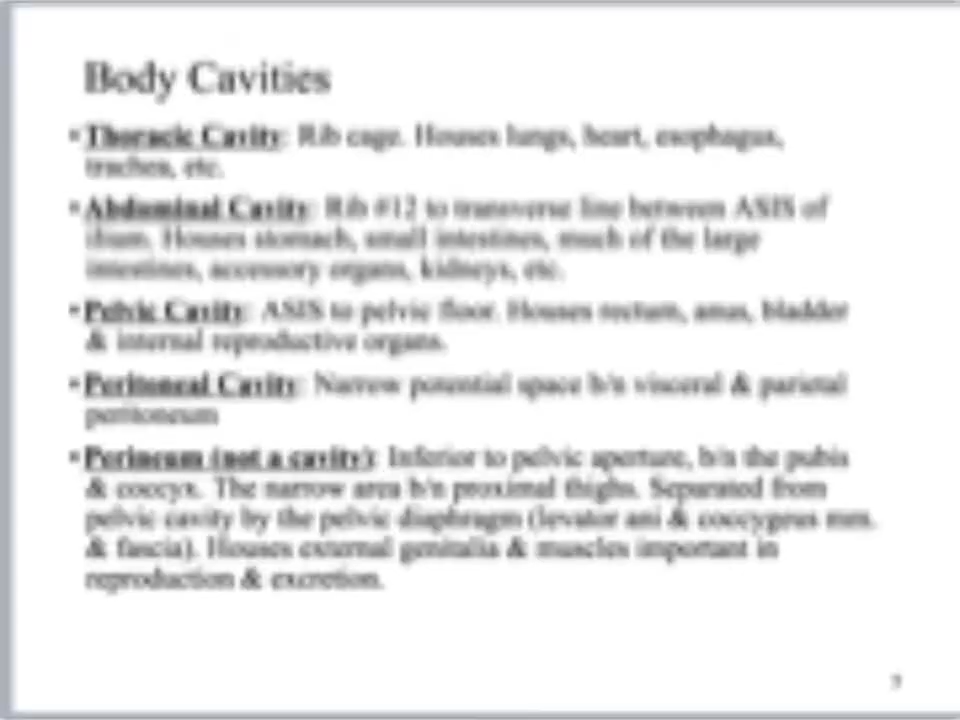 Body Cavities
• Thoracic Cavity: Rib cage. Houses lungs, heart, esophagus,
trachea, etc.
• Abdominal Cavity: Rib #12 to transverse line between ASIS of
ilium. Houses stomach, small intestines, much of the large
intestines, accessory organs, kidneys, etc.
• Pelvic Cavity: ASIS to pelvic floor. Houses rectum, anus, bladder
& internal reproductive organs.
• Peritoneal Cavity: Narrow potential space b/n visceral & parietal
peritoneum
• Perineum (not a cavity): Inferior to pelvic aperture, b/n the pubis
& coccyx. The narrow area b/n proximal thighs. Separated from
pelvic cavity by the pelvic diaphragm (levator ani & coccygeus mm.
& fascia). Houses external genitalia & muscles important in
reproduction & excretion.